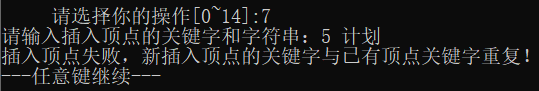 请选择你的操作[0~14]:7
请输入插入顶点的关键字和字符串：5 计划
插入顶点失败，新插入顶点的关键字与已有顶点关键字重复！
---任意键继续---